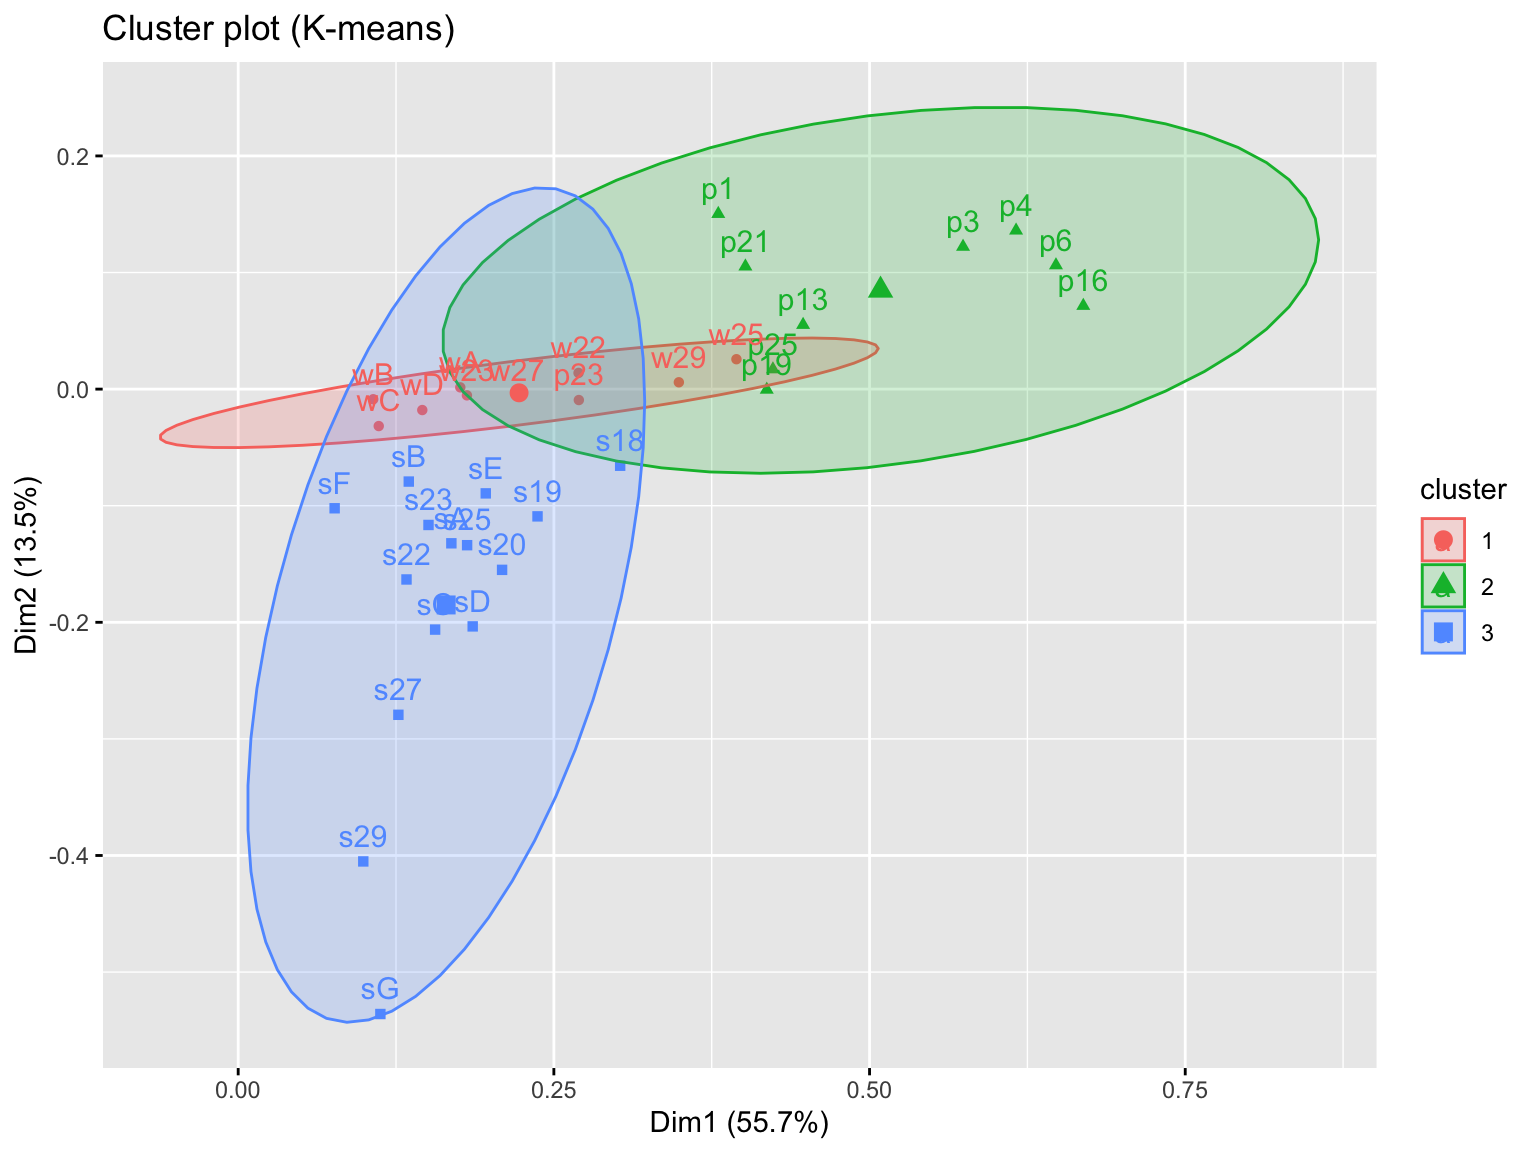 Cluster plot (K-means)
0.2
0.0
-0.2
-0.4
Dim2 (13.5%)
p1
p21
p3
p4
p6
p16
p13
w25
p25
p19
w29
w22
p23
w27
wA
w23
wB
wD
wC
s18
sB
sE
sF
s23
s19
sA
s25
s20
s22
sD
s27
s29
sG
0.00
0.25
0.50
0.75
Dim1 (55.7%)
cluster
1
2
3